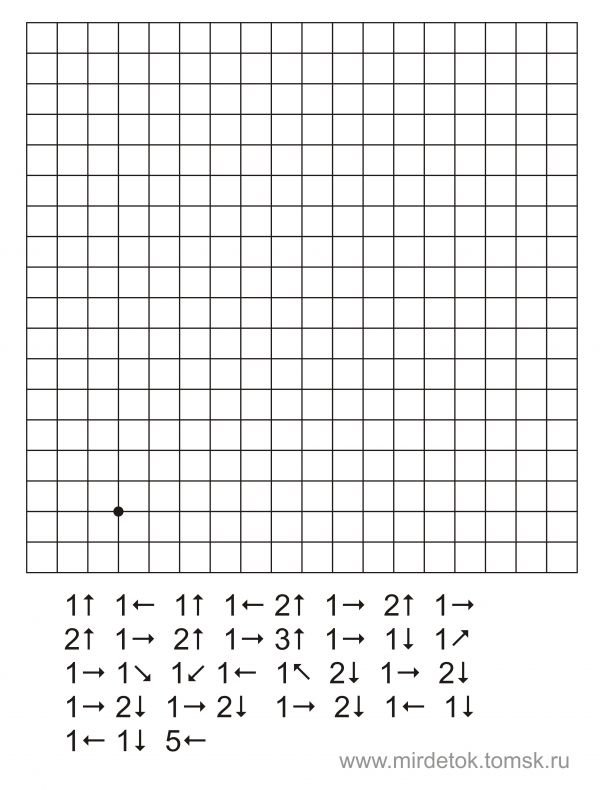 1↑ 1← 1↑ 1← 2↑ 1→ 2↑ 1→
2↑ 1→ 2↑ 1→ 3↑ 1→ 1↓ 1↗
1→ 1↘ 1↙ 1← 1↖ 2↓ 1→ 2↓
1→ 2↓ 1→ 2↓ 1→ 2↓ 1← 1↓
1← 1↓ 5←
www.mirdetok.tomsk.ru